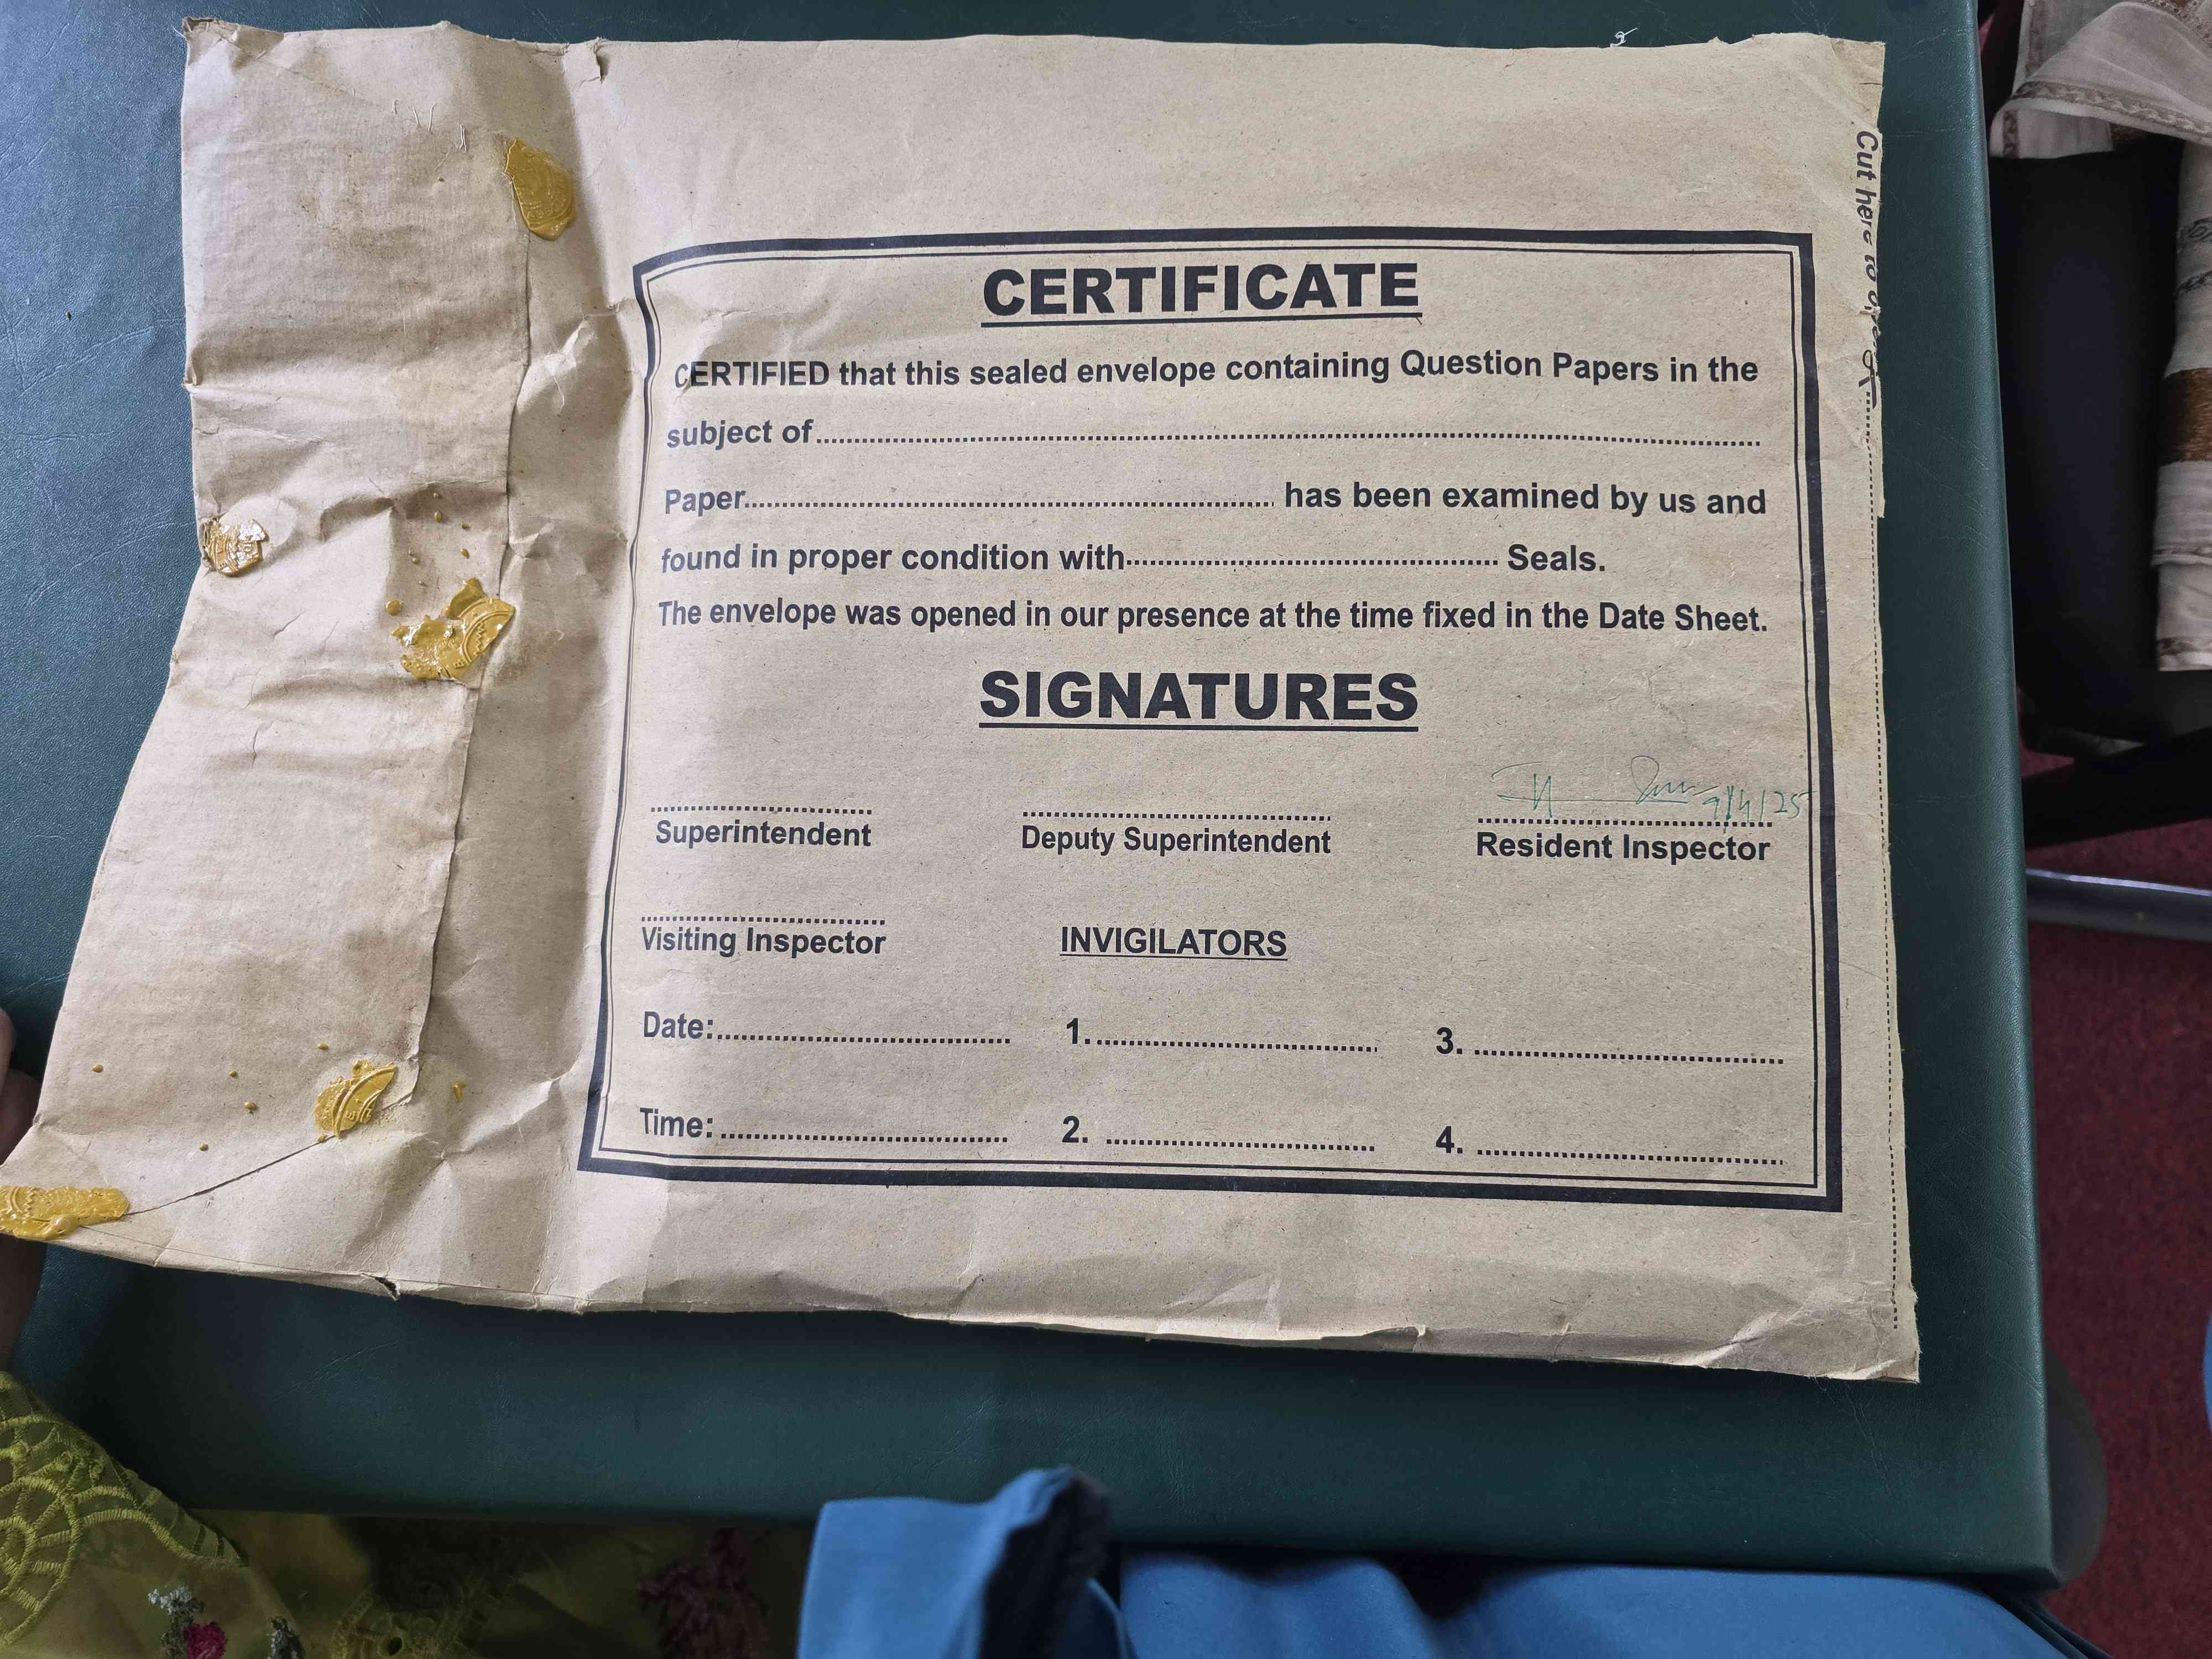 CERTIFICATE
CERTIFIED that this sealed envelope containing Question Papers in the
subject of................................
Paper................................ has been examined by us and
found in proper condition with................................ Seals.
The envelope was opened in our presence at the time fixed in the Date Sheet.
SIGNATURES
9/4/25
Superintendent Deputy Superintendent Resident Inspector
Visiting Inspector INVIGILATORS
Date:................................ 1................................. 3. ................................
Time: ................................ 2. ................................ 4. ................................
Cut here to open